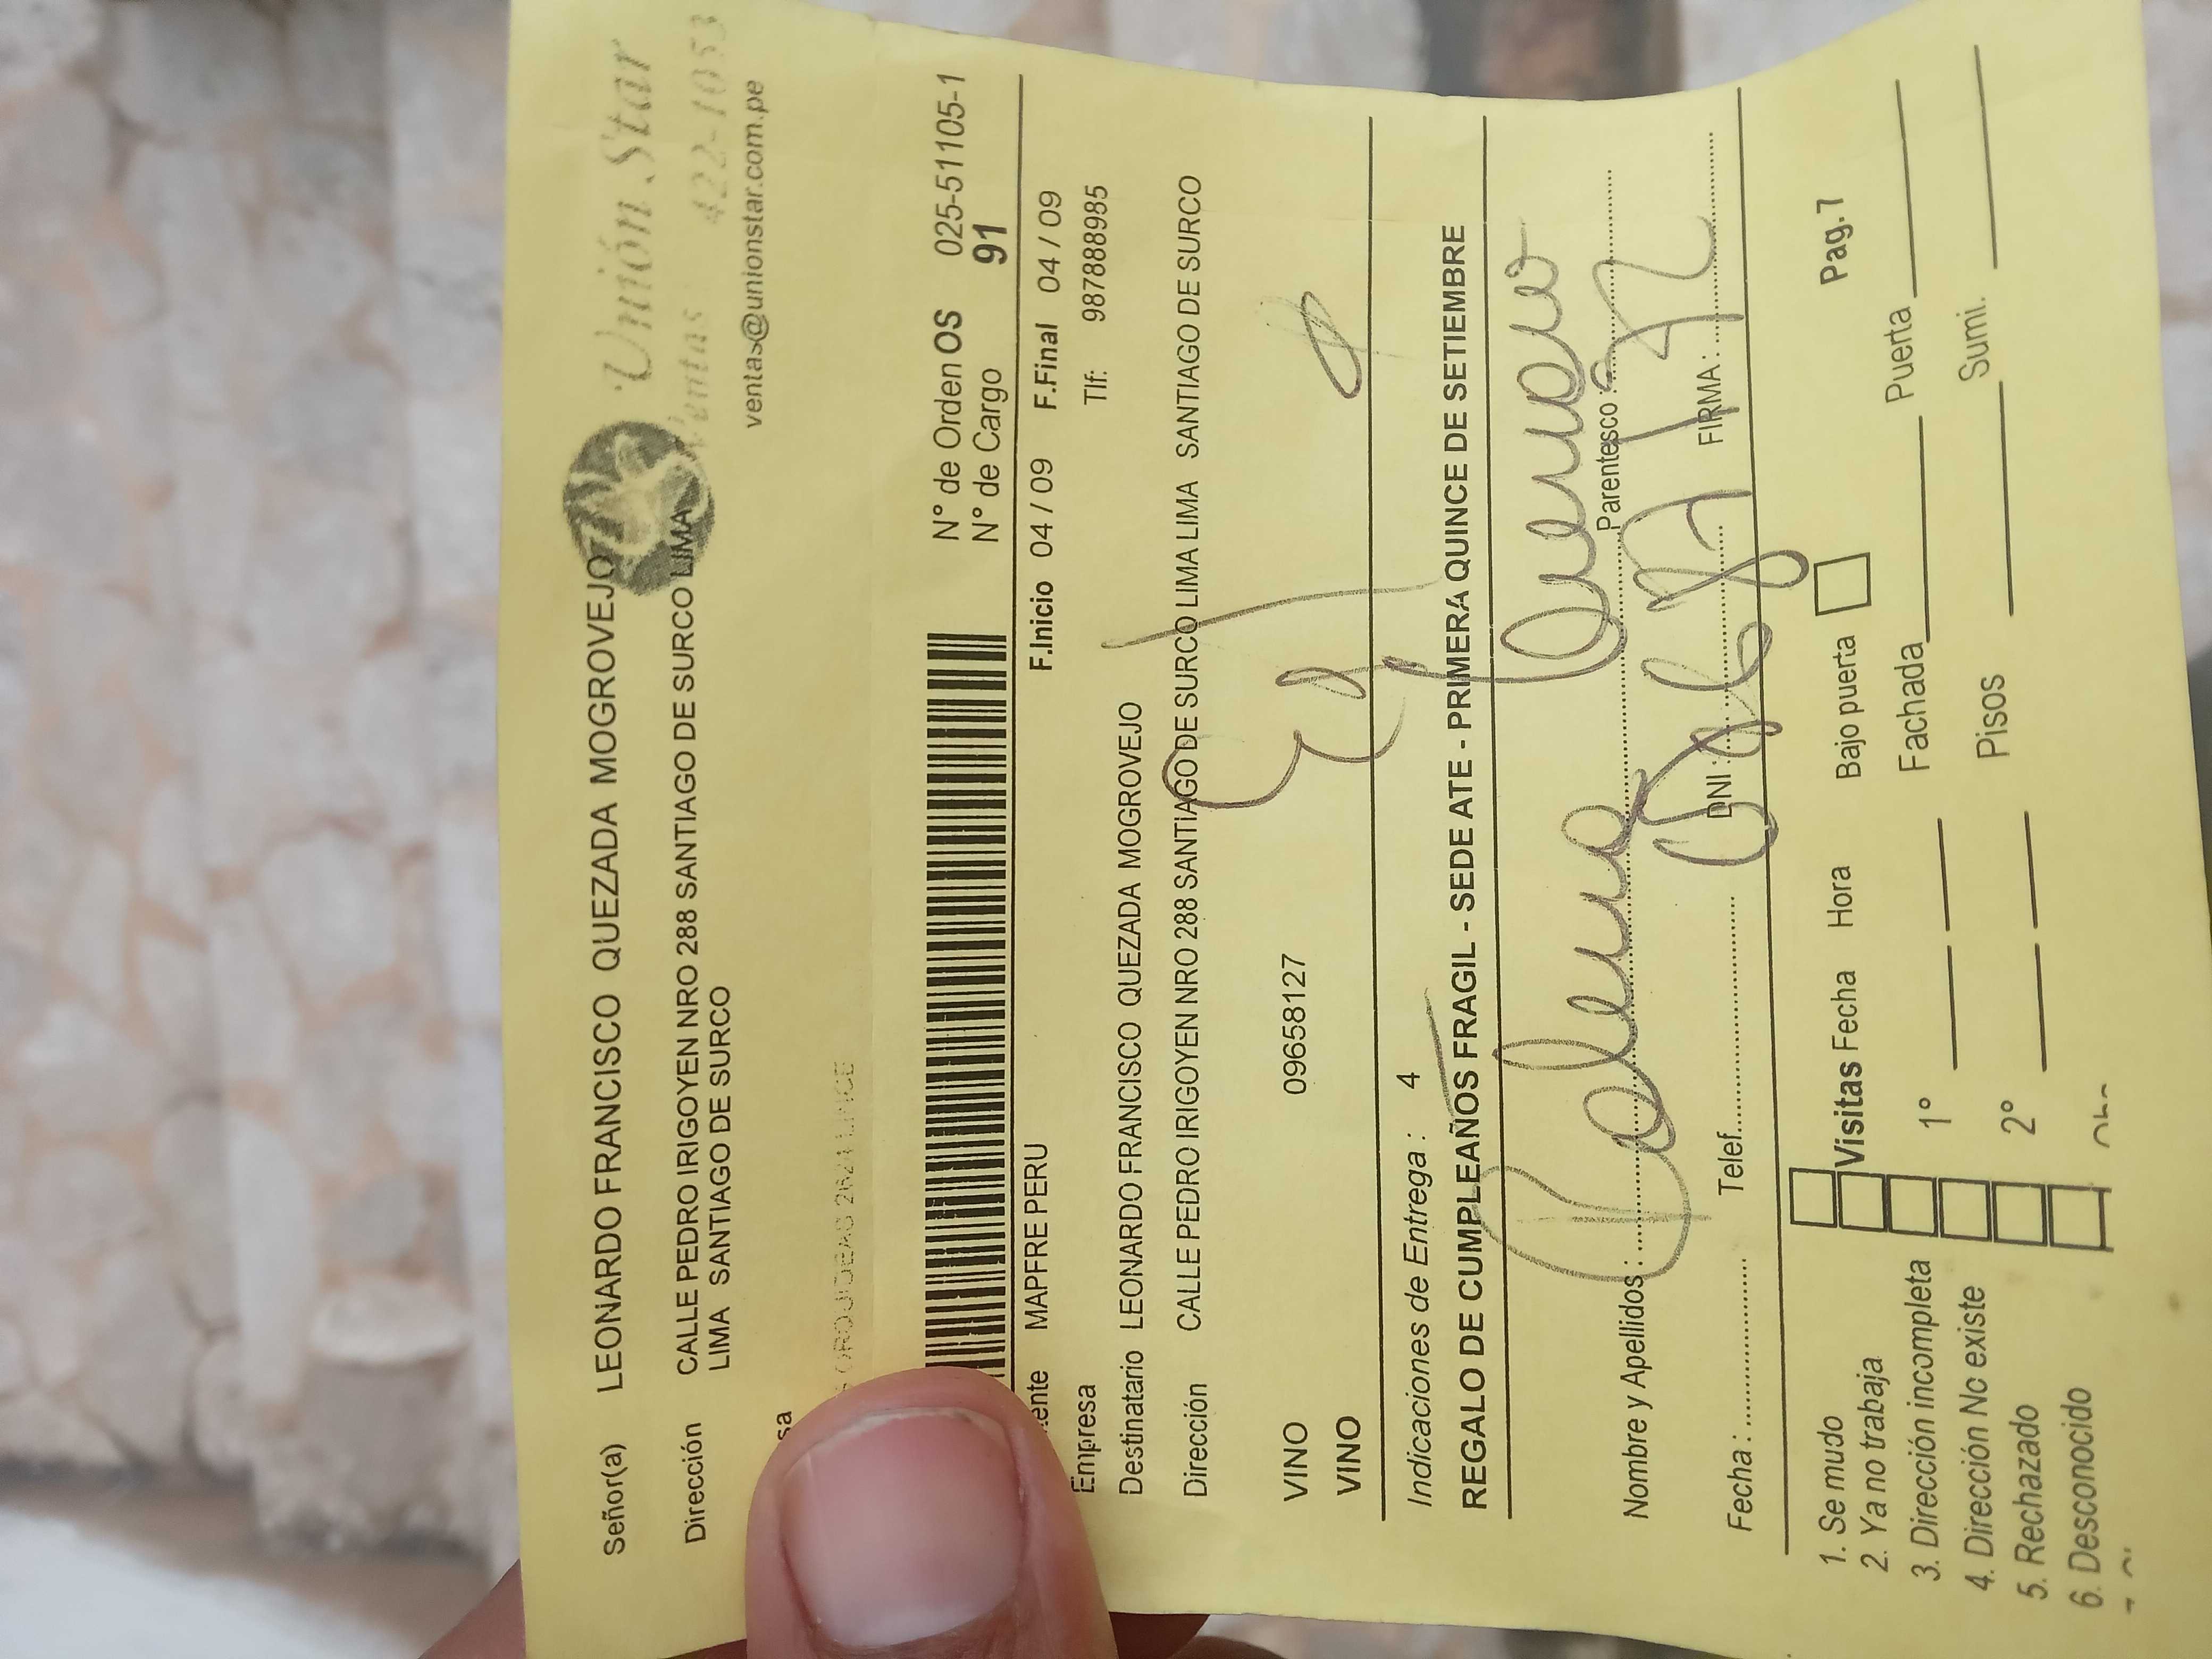 Señor(a) LEONARDO FRANCISCO QUEZADA MOGROVEJO
Unión Star
Dirección CALLE PEDRO IRIGOYEN NRO 288 SANTIAGO DE SURCO LIMA
Ventas 422-1053
LIMA SANTIAGO DE SURCO
ventas@unionstar.com.pe
ORQUIDEAS 2621 LINCE
N° de Orden OS 025-51105-1
N° de Cargo 91
MAPFRE PERU
F.Inicio 04 / 09 F.Final 04 / 09
Empresa
Tlf: 987888985
Destinatario LEONARDO FRANCISCO QUEZADA MOGROVEJO
Dirección CALLE PEDRO IRIGOYEN NRO 288 SANTIAGO DE SURCO LIMA LIMA SANTIAGO DE SURCO
VINO 09658127
VINO
Indicaciones de Entrega : 4
REGALO DE CUMPLEAÑOS FRAGIL - SEDE ATE - PRIMERA QUINCE DE SETIEMBRE
Nombre y Apellidos : Parentesco :
Fecha : Telef. DNI : FIRMA :
1. Se mudo
2. Ya no trabaja
3. Dirección incompleta
4. Dirección No existe
5. Rechazado
6. Desconocido
Visitas Fecha Hora Bajo puerta Pag.7
1° Fachada Puerta
2° Pisos Sumi.